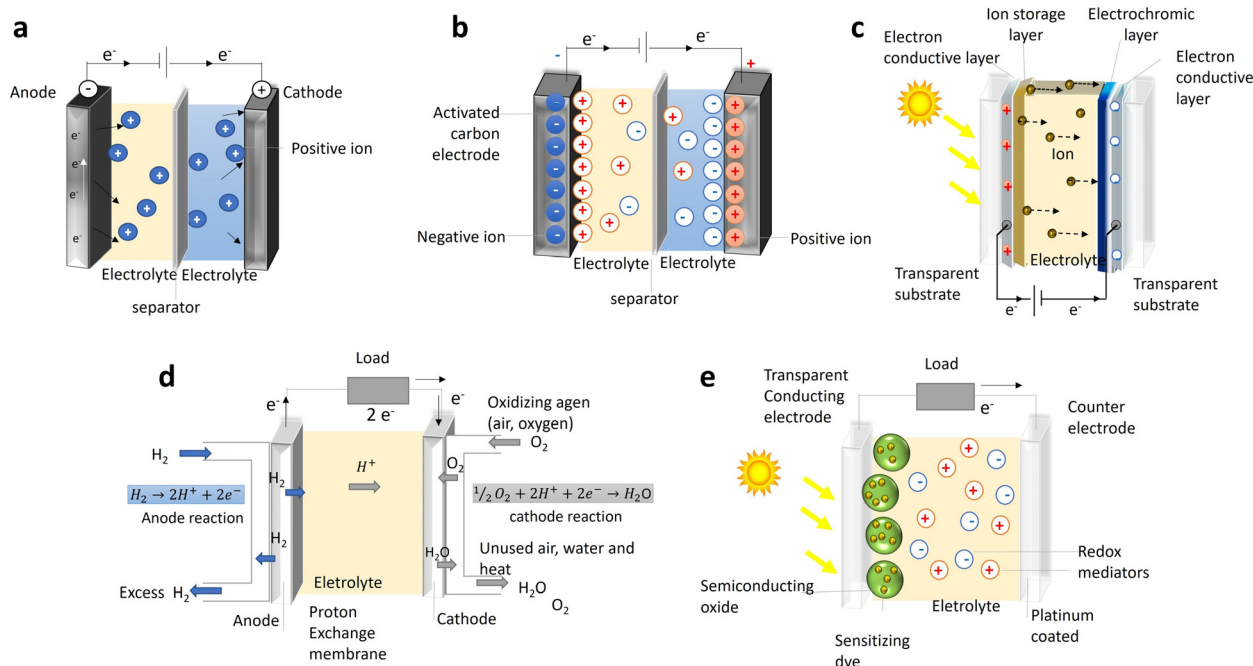 a
e⁻
e⁻
Anode
-
+
Cathode
e⁻
e⁻
e⁻
e⁻
+
+
+
+
+
+
+
+
+
+
Positive ion
Electrolyte
Electrolyte
separator
b
e⁻
e⁻
-
+
Activated
carbon
electrode
Negative ion
Positive ion
Electrolyte
Electrolyte
separator
c
Ion storage
layer
Electrochromic
layer
Electron
conductive layer
Electron
conductive
layer
Ion
Electrolyte
Transparent
substrate
Transparent
substrate
e⁻
e⁻
d
Load
2 e⁻
e⁻
e⁻
Oxidizing agen
(air, oxygen)
O₂
H₂
H₂
H⁺
O₂
H₂ → 2H⁺ + 2e⁻
Anode reaction
½ O₂ + 2H⁺ + 2e⁻ → H₂O
cathode reaction
H₂
H₂O
Unused air, water and
heat
Excess H₂
Eletrolyte
H₂O
O₂
Anode
Proton
Exchange
membrane
Cathode
e
Load
e⁻
Transparent
Conducting
electrode
Counter
electrode
Redox
mediators
Semiconducting
oxide
Eletrolyte
Platinum
coated
Sensitizing
dye